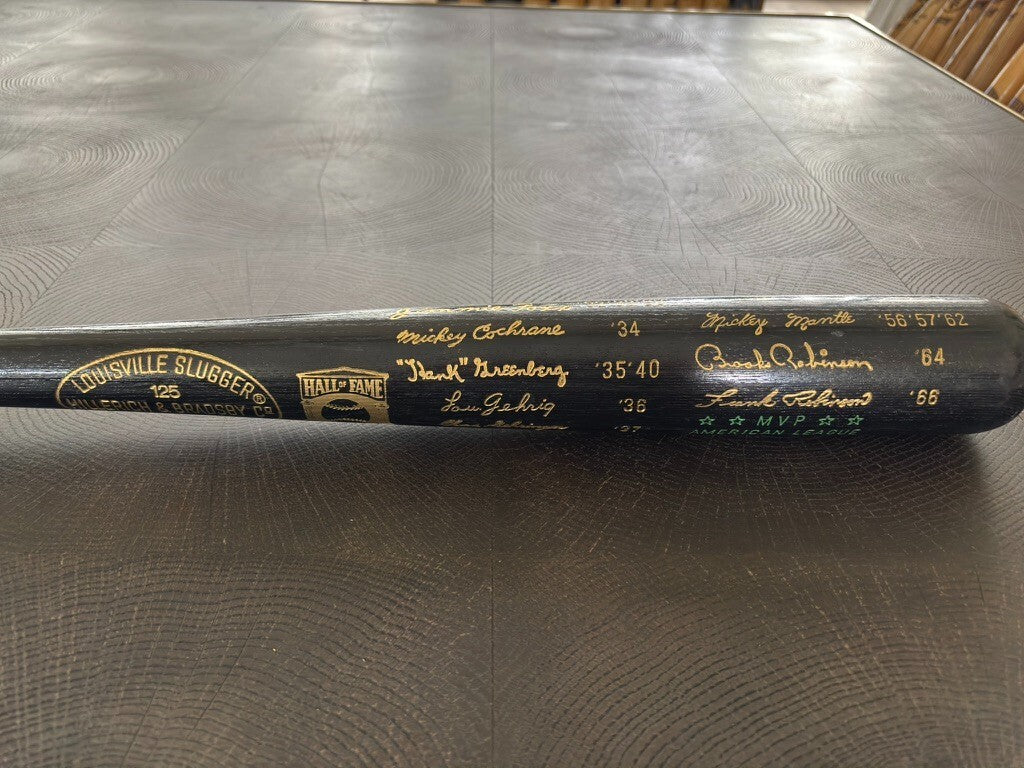 LOUISVILLE SLUGGER®
125
HILLERICH & BRADSBY CO
HALL OF FAME
Mickey Cochrane '34
"Hank" Greenberg '35'40
Lou Gehrig '36
'37
Mickey Mantle '56'57'62
Brooks Robinson '64
Frank Robinson '66
☆ ☆ MVP ☆ ☆
AMERICAN LEAGUE